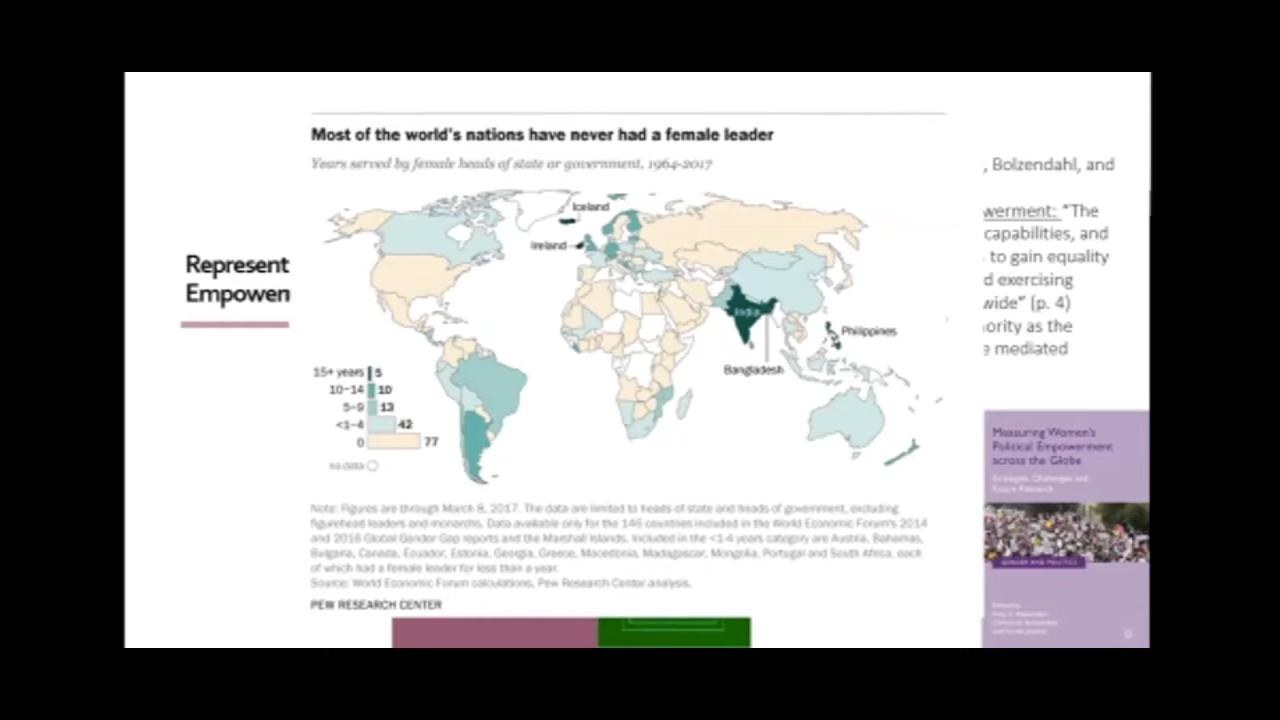 Represent
Empowen
Most of the world's nations have never had a female leader
Years served by female heads of state or government, 1964-2017
Iceland
Ireland
India
Philippines
Bangladesh
15+ years 5
10-14 10
5-9 13
<1-4 42
0 77
no data
Note: Figures are through March 8, 2017. The data are limited to heads of state and heads of government, excluding
figurehead leaders and monarchs. Data available only for the 146 countries included in the World Economic Forum's 2014
and 2016 Global Gender Gap reports and the Marshall Islands. Included in the <1-4 years category are Austria, Bahamas,
Bulgaria, Canada, Ecuador, Estonia, Georgia, Greece, Macedonia, Madagascar, Mongolia, Portugal and South Africa, each
of which had a female leader for less than a year.
Source: World Economic Forum calculations, Pew Research Center analysis.
PEW RESEARCH CENTER
, Bolzendahl, and
werment: "The
capabilities, and
to gain equality
d exercising
wide" (p. 4)
ority as the
e mediated
Measuring Women's
Political Empowerment
across the Globe
Strategies, Challenges and
Future Research
GENDER AND POLITICS